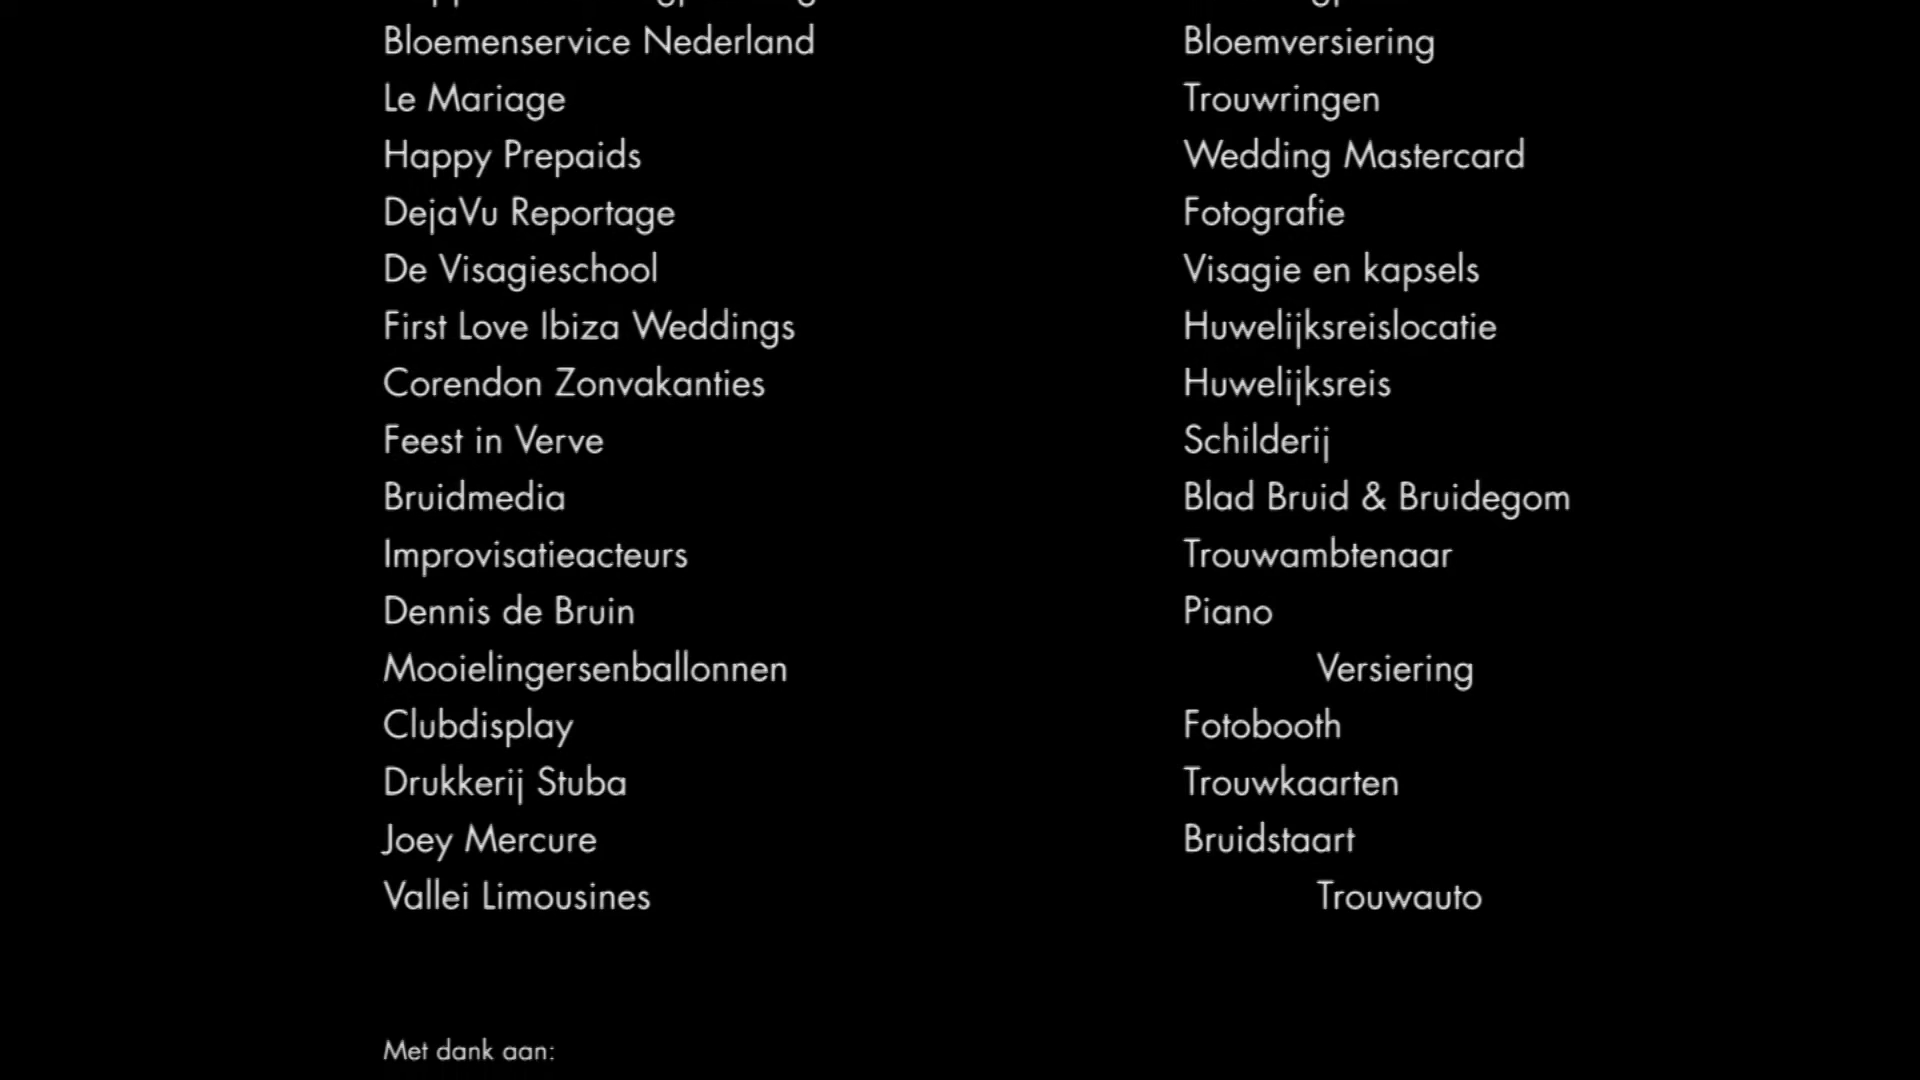 Bloemenservice Nederland Bloemversiering
Le Mariage Trouwringen
Happy Prepaids Wedding Mastercard
DejaVu Reportage Fotografie
De Visagieschool Visagie en kapsels
First Love Ibiza Weddings Huwelijksreislocatie
Corendon Zonvakanties Huwelijksreis
Feest in Verve Schilderij
Bruidmedia Blad Bruid & Bruidegom
Improvisatieacteurs Trouwambtenaar
Dennis de Bruin Piano
Mooielingersenballonnen Versiering
Clubdisplay Fotobooth
Drukkerij Stuba Trouwkaarten
Joey Mercure Bruidstaart
Vallei Limousines Trouwauto
Met dank aan: